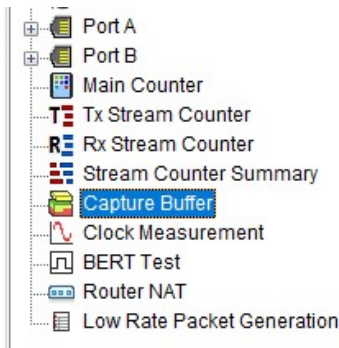 Port A
Port B
Main Counter
Tx Stream Counter
Rx Stream Counter
Stream Counter Summary
Capture Buffer
Clock Measurement
BERT Test
Router NAT
Low Rate Packet Generation